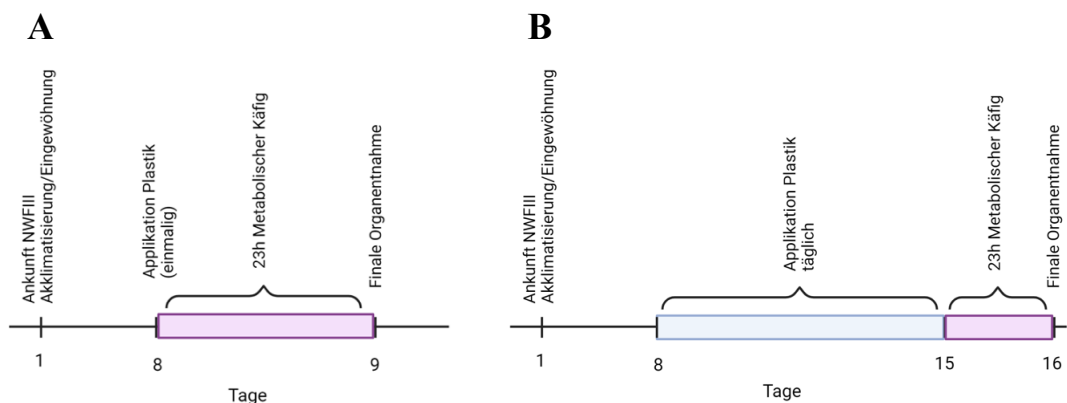 A
Ankunft NWFIII
Akklimatisierung/Eingewöhnung
Applikation Plastik
(einmalig)
23h Metabolischer Käfig
Finale Organentnahme
1
8
9
Tage
B
Ankunft NWFIII
Akklimatisierung/Eingewöhnung
Applikation Plastik
täglich
23h Metabolischer Käfig
Finale Organentnahme
1
8
15
16
Tage